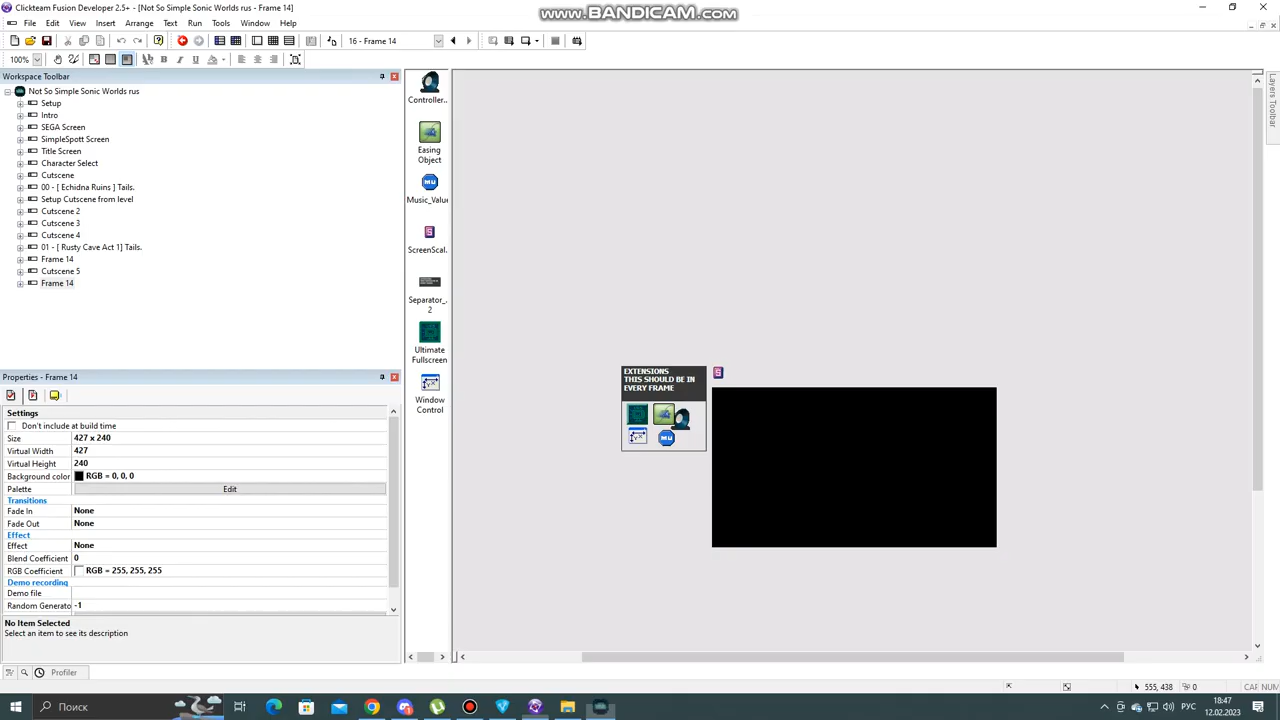 Clickteam Fusion Developer 2.5+ - [Not So Simple Sonic Worlds rus - Frame 14]
www.BANDICAM.com
File Edit View Insert Arrange Text Run Tools Window Help
16 - Frame 14
100%
Workspace Toolbar
Not So Simple Sonic Worlds rus
Setup
Intro
SEGA Screen
SimpleSpott Screen
Title Screen
Character Select
Cutscene
00 - [ Echidna Ruins ] Tails.
Setup Cutscene from level
Cutscene 2
Cutscene 3
Cutscene 4
01 - [ Rusty Cave Act 1] Tails.
Frame 14
Cutscene 5
Frame 14
Controller..
Easing
Object
Music_Valu
ScreenScal.
Separator_.
2
Ultimate
Fullscreen
Window
Control
EXTENSIONS
THIS SHOULD BE IN
EVERY FRAME
Layers Toolbar
Properties - Frame 14
Settings
Don't include at build time
Size 427 x 240
Virtual Width 427
Virtual Height 240
Background color RGB = 0, 0, 0
Palette Edit
Transitions
Fade In None
Fade Out None
Effect
Effect None
Blend Coefficient 0
RGB Coefficient RGB = 255, 255, 255
Demo recording
Demo file
Random Generato -1
No Item Selected
Select an item to see its description
Profiler
555, 438 0 CAF NUM
Поиск
РУС
18:47
12.02.2023